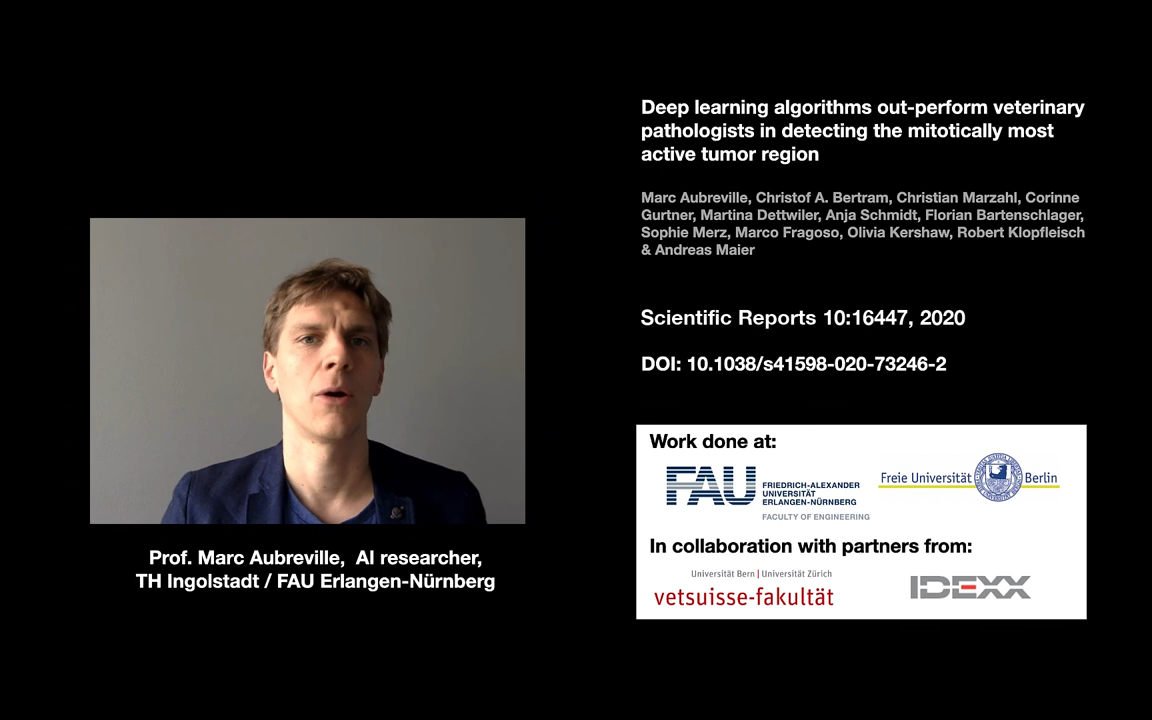 Deep learning algorithms out-perform veterinary
pathologists in detecting the mitotically most
active tumor region
Marc Aubreville, Christof A. Bertram, Christian Marzahl, Corinne
Gurtner, Martina Dettwiler, Anja Schmidt, Florian Bartenschlager,
Sophie Merz, Marco Fragoso, Olivia Kershaw, Robert Klopfleisch
& Andreas Maier
Scientific Reports 10:16447, 2020
DOI: 10.1038/s41598-020-73246-2
Work done at:
FAU
FRIEDRICH-ALEXANDER
UNIVERSITÄT
ERLANGEN-NÜRNBERG
FACULTY OF ENGINEERING
Freie Universität Berlin
In collaboration with partners from:
Universität Bern | Universität Zürich
vetsuisse-fakultät
IDEXX
Prof. Marc Aubreville,  AI researcher,
TH Ingolstadt / FAU Erlangen-Nürnberg